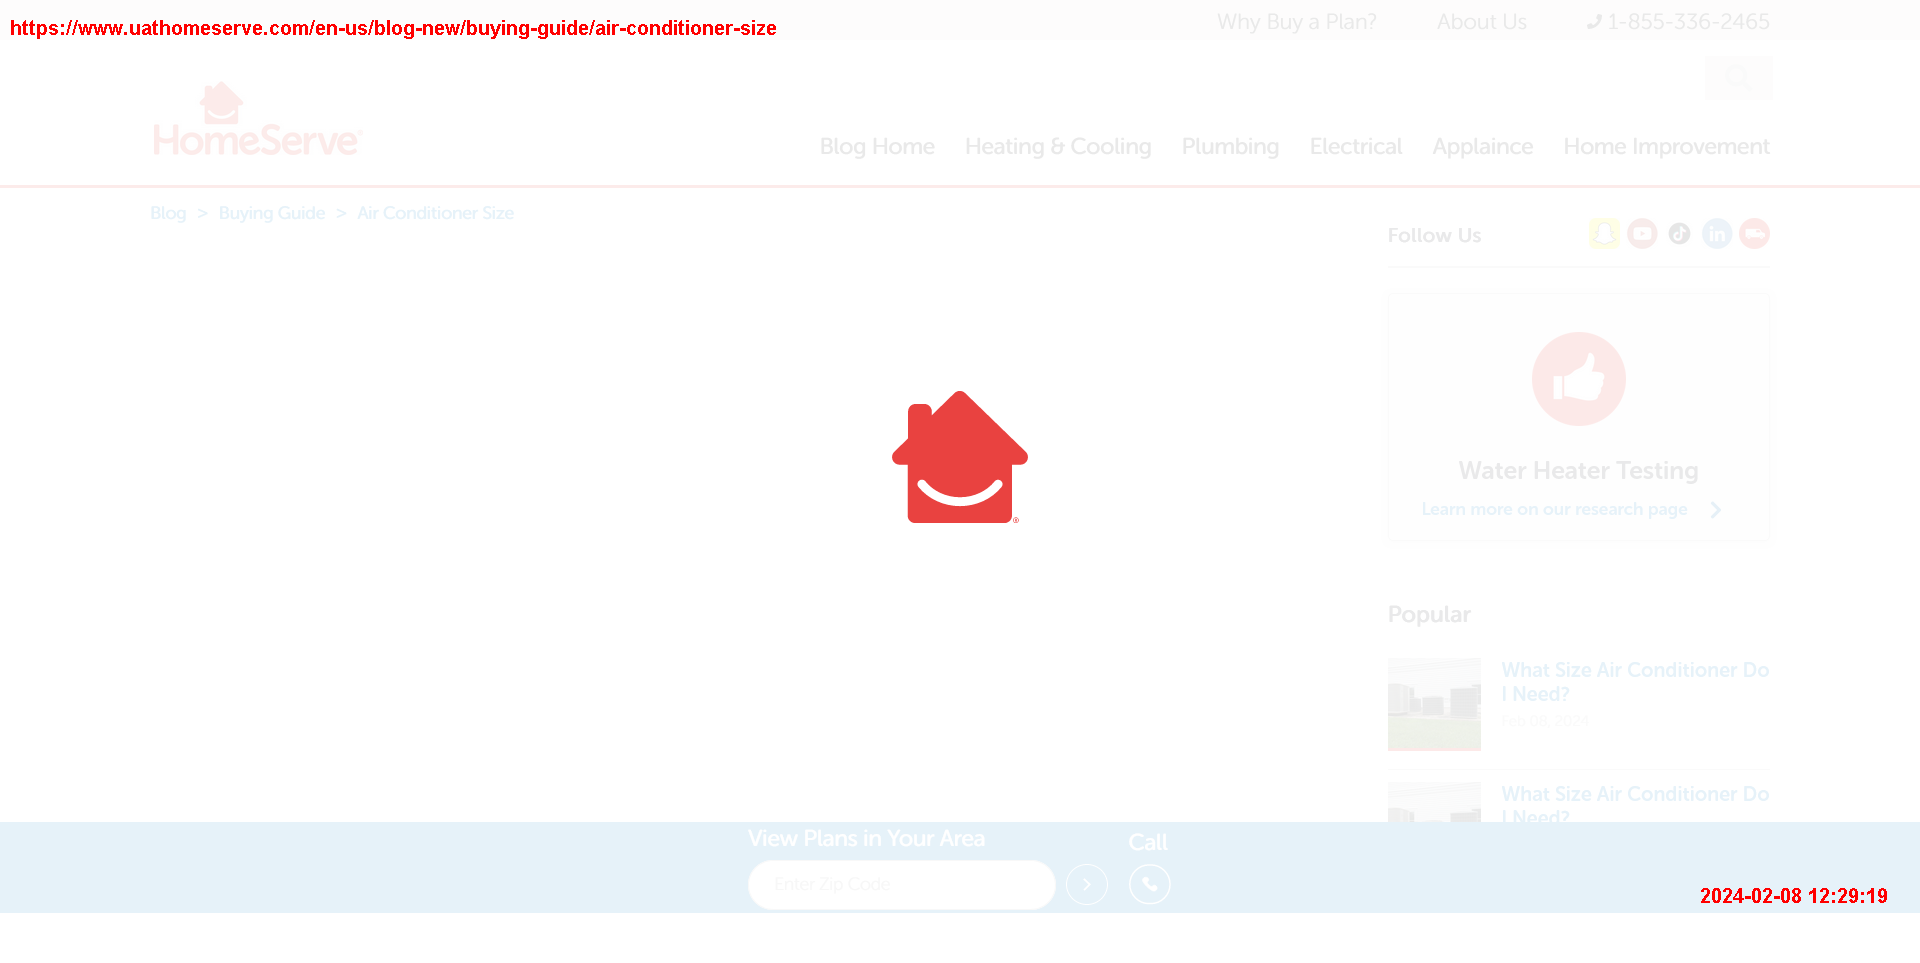 https://www.uathomeserve.com/en-us/blog-new/buying-guide/air-conditioner-size
Why Buy a Plan? About Us 1-855-336-2465
HomeServe®
Blog Home Heating & Cooling Plumbing Electrical Applaince Home Improvement
Blog > Buying Guide > Air Conditioner Size
Follow Us
in
®
Water Heater Testing
Learn more on our research page
Popular
What Size Air Conditioner Do
I Need?
Feb 08, 2024
What Size Air Conditioner Do
I Need?
View Plans in Your Area
Call
Enter Zip Code
2024-02-08 12:29:19